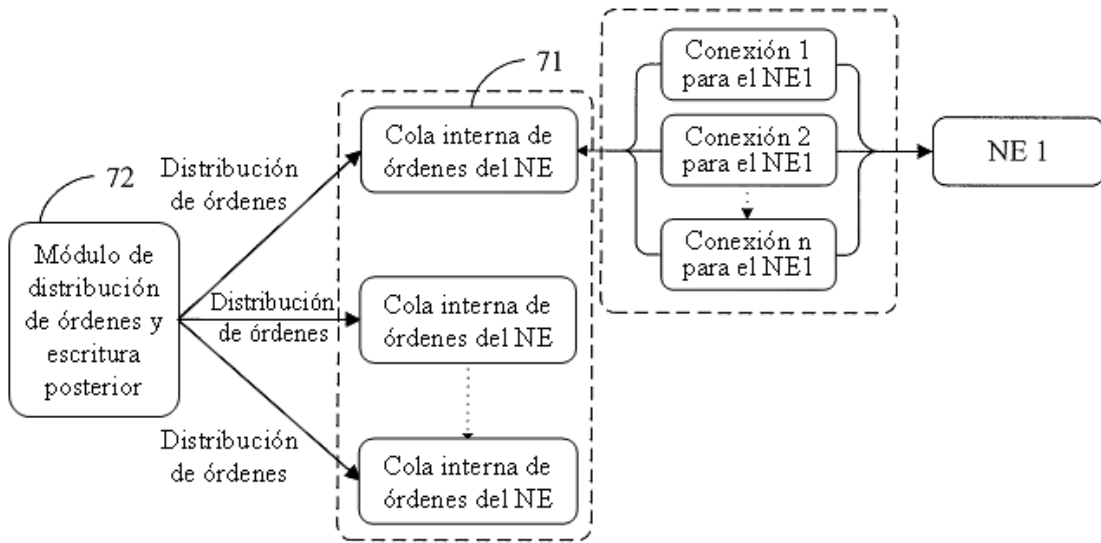 72
Módulo de
distribución
de órdenes y
escritura
posterior
Distribución
de órdenes
Distribución
de órdenes
Distribución
de órdenes
71
Cola interna de
órdenes del NE
Cola interna de
órdenes del NE
Cola interna de
órdenes del NE
Conexión 1
para el NE1
Conexión 2
para el NE1
Conexión n
para el NE1
NE 1